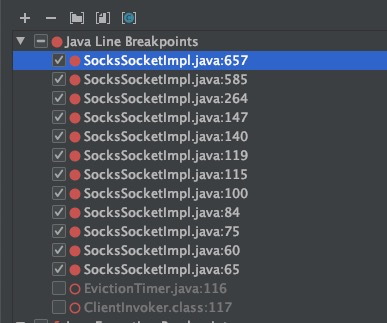 Java Line Breakpoints
SocksSocketImpl.java:657
SocksSocketImpl.java:585
SocksSocketImpl.java:264
SocksSocketImpl.java:147
SocksSocketImpl.java:140
SocksSocketImpl.java:119
SocksSocketImpl.java:115
SocksSocketImpl.java:100
SocksSocketImpl.java:84
SocksSocketImpl.java:75
SocksSocketImpl.java:60
SocksSocketImpl.java:65
EvictionTimer.java:116
ClientInvoker.class:117